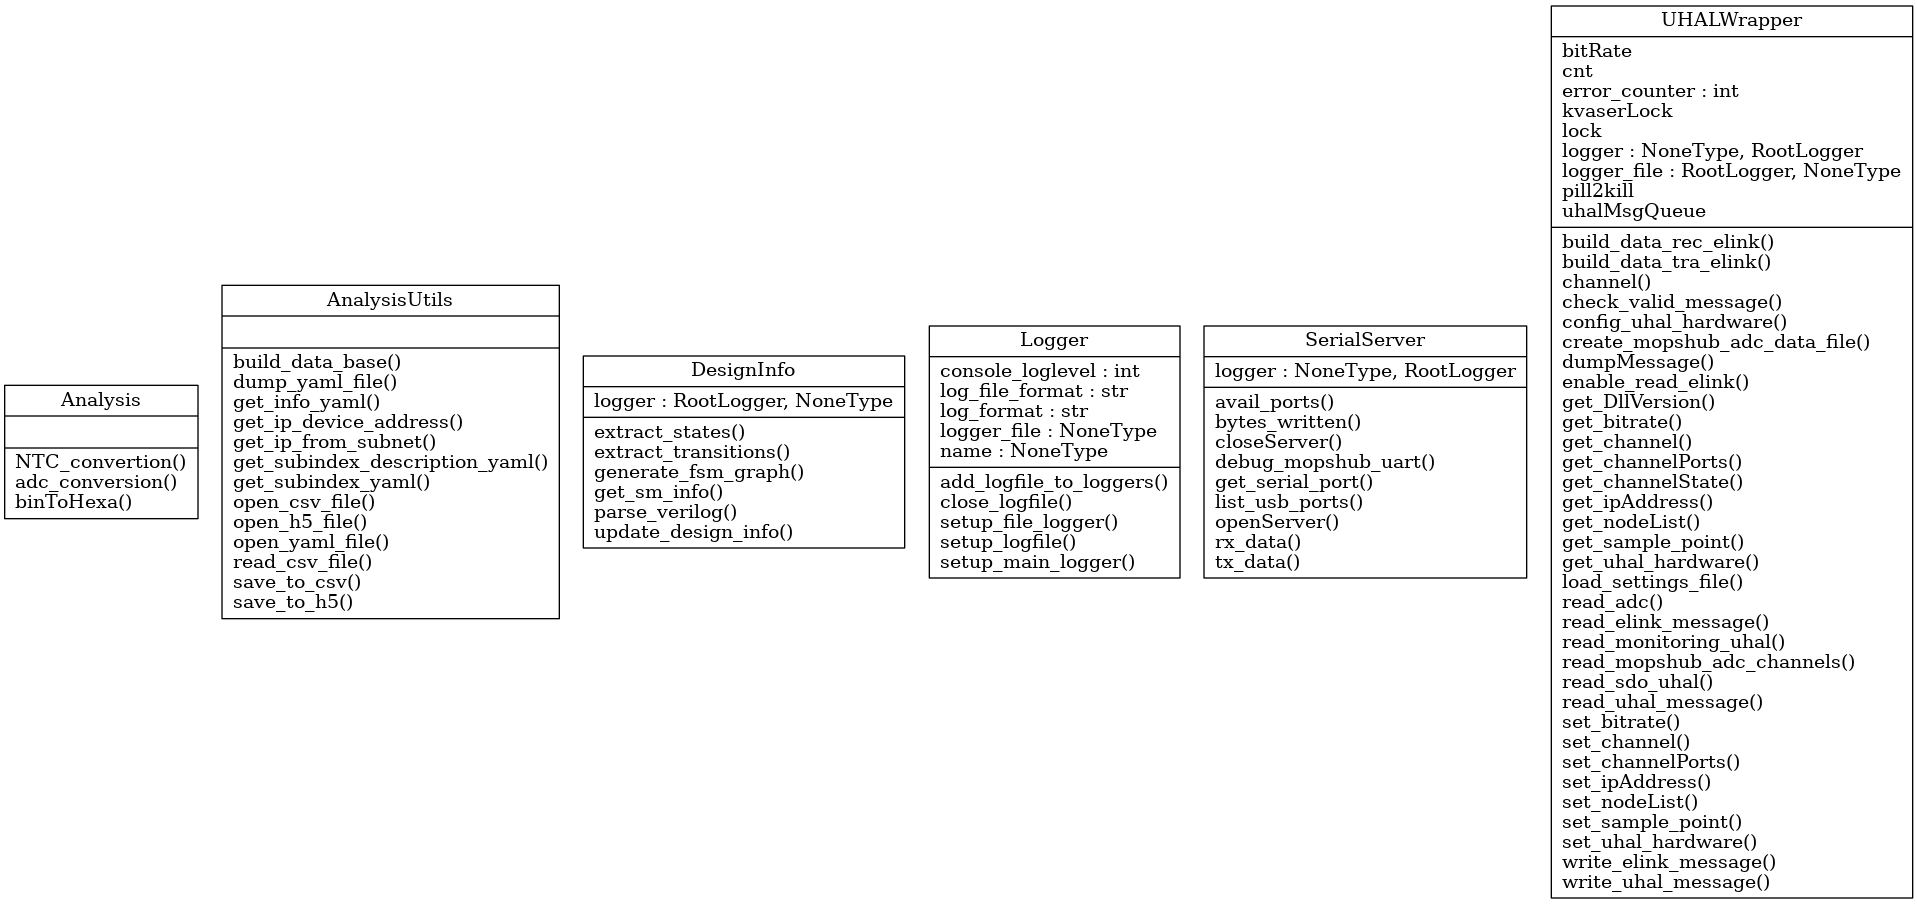 Analysis
NTC_convertion()
adc_conversion()
binToHexa()
AnalysisUtils
build_data_base()
dump_yaml_file()
get_info_yaml()
get_ip_device_address()
get_ip_from_subnet()
get_subindex_description_yaml()
get_subindex_yaml()
open_csv_file()
open_h5_file()
open_yaml_file()
read_csv_file()
save_to_csv()
save_to_h5()
DesignInfo
logger : RootLogger, NoneType
extract_states()
extract_transitions()
generate_fsm_graph()
get_sm_info()
parse_verilog()
update_design_info()
Logger
console_loglevel : int
log_file_format : str
log_format : str
logger_file : NoneType
name : NoneType
add_logfile_to_loggers()
close_logfile()
setup_file_logger()
setup_logfile()
setup_main_logger()
SerialServer
logger : NoneType, RootLogger
avail_ports()
bytes_written()
closeServer()
debug_mopshub_uart()
get_serial_port()
list_usb_ports()
openServer()
rx_data()
tx_data()
UHALWrapper
bitRate
cnt
error_counter : int
kvaserLock
lock
logger : NoneType, RootLogger
logger_file : RootLogger, NoneType
pill2kill
uhalMsgQueue
build_data_rec_elink()
build_data_tra_elink()
channel()
check_valid_message()
config_uhal_hardware()
create_mopshub_adc_data_file()
dumpMessage()
enable_read_elink()
get_DllVersion()
get_bitrate()
get_channel()
get_channelPorts()
get_channelState()
get_ipAddress()
get_nodeList()
get_sample_point()
get_uhal_hardware()
load_settings_file()
read_adc()
read_elink_message()
read_monitoring_uhal()
read_mopshub_adc_channels()
read_sdo_uhal()
read_uhal_message()
set_bitrate()
set_channel()
set_channelPorts()
set_ipAddress()
set_nodeList()
set_sample_point()
set_uhal_hardware()
write_elink_message()
write_uhal_message()